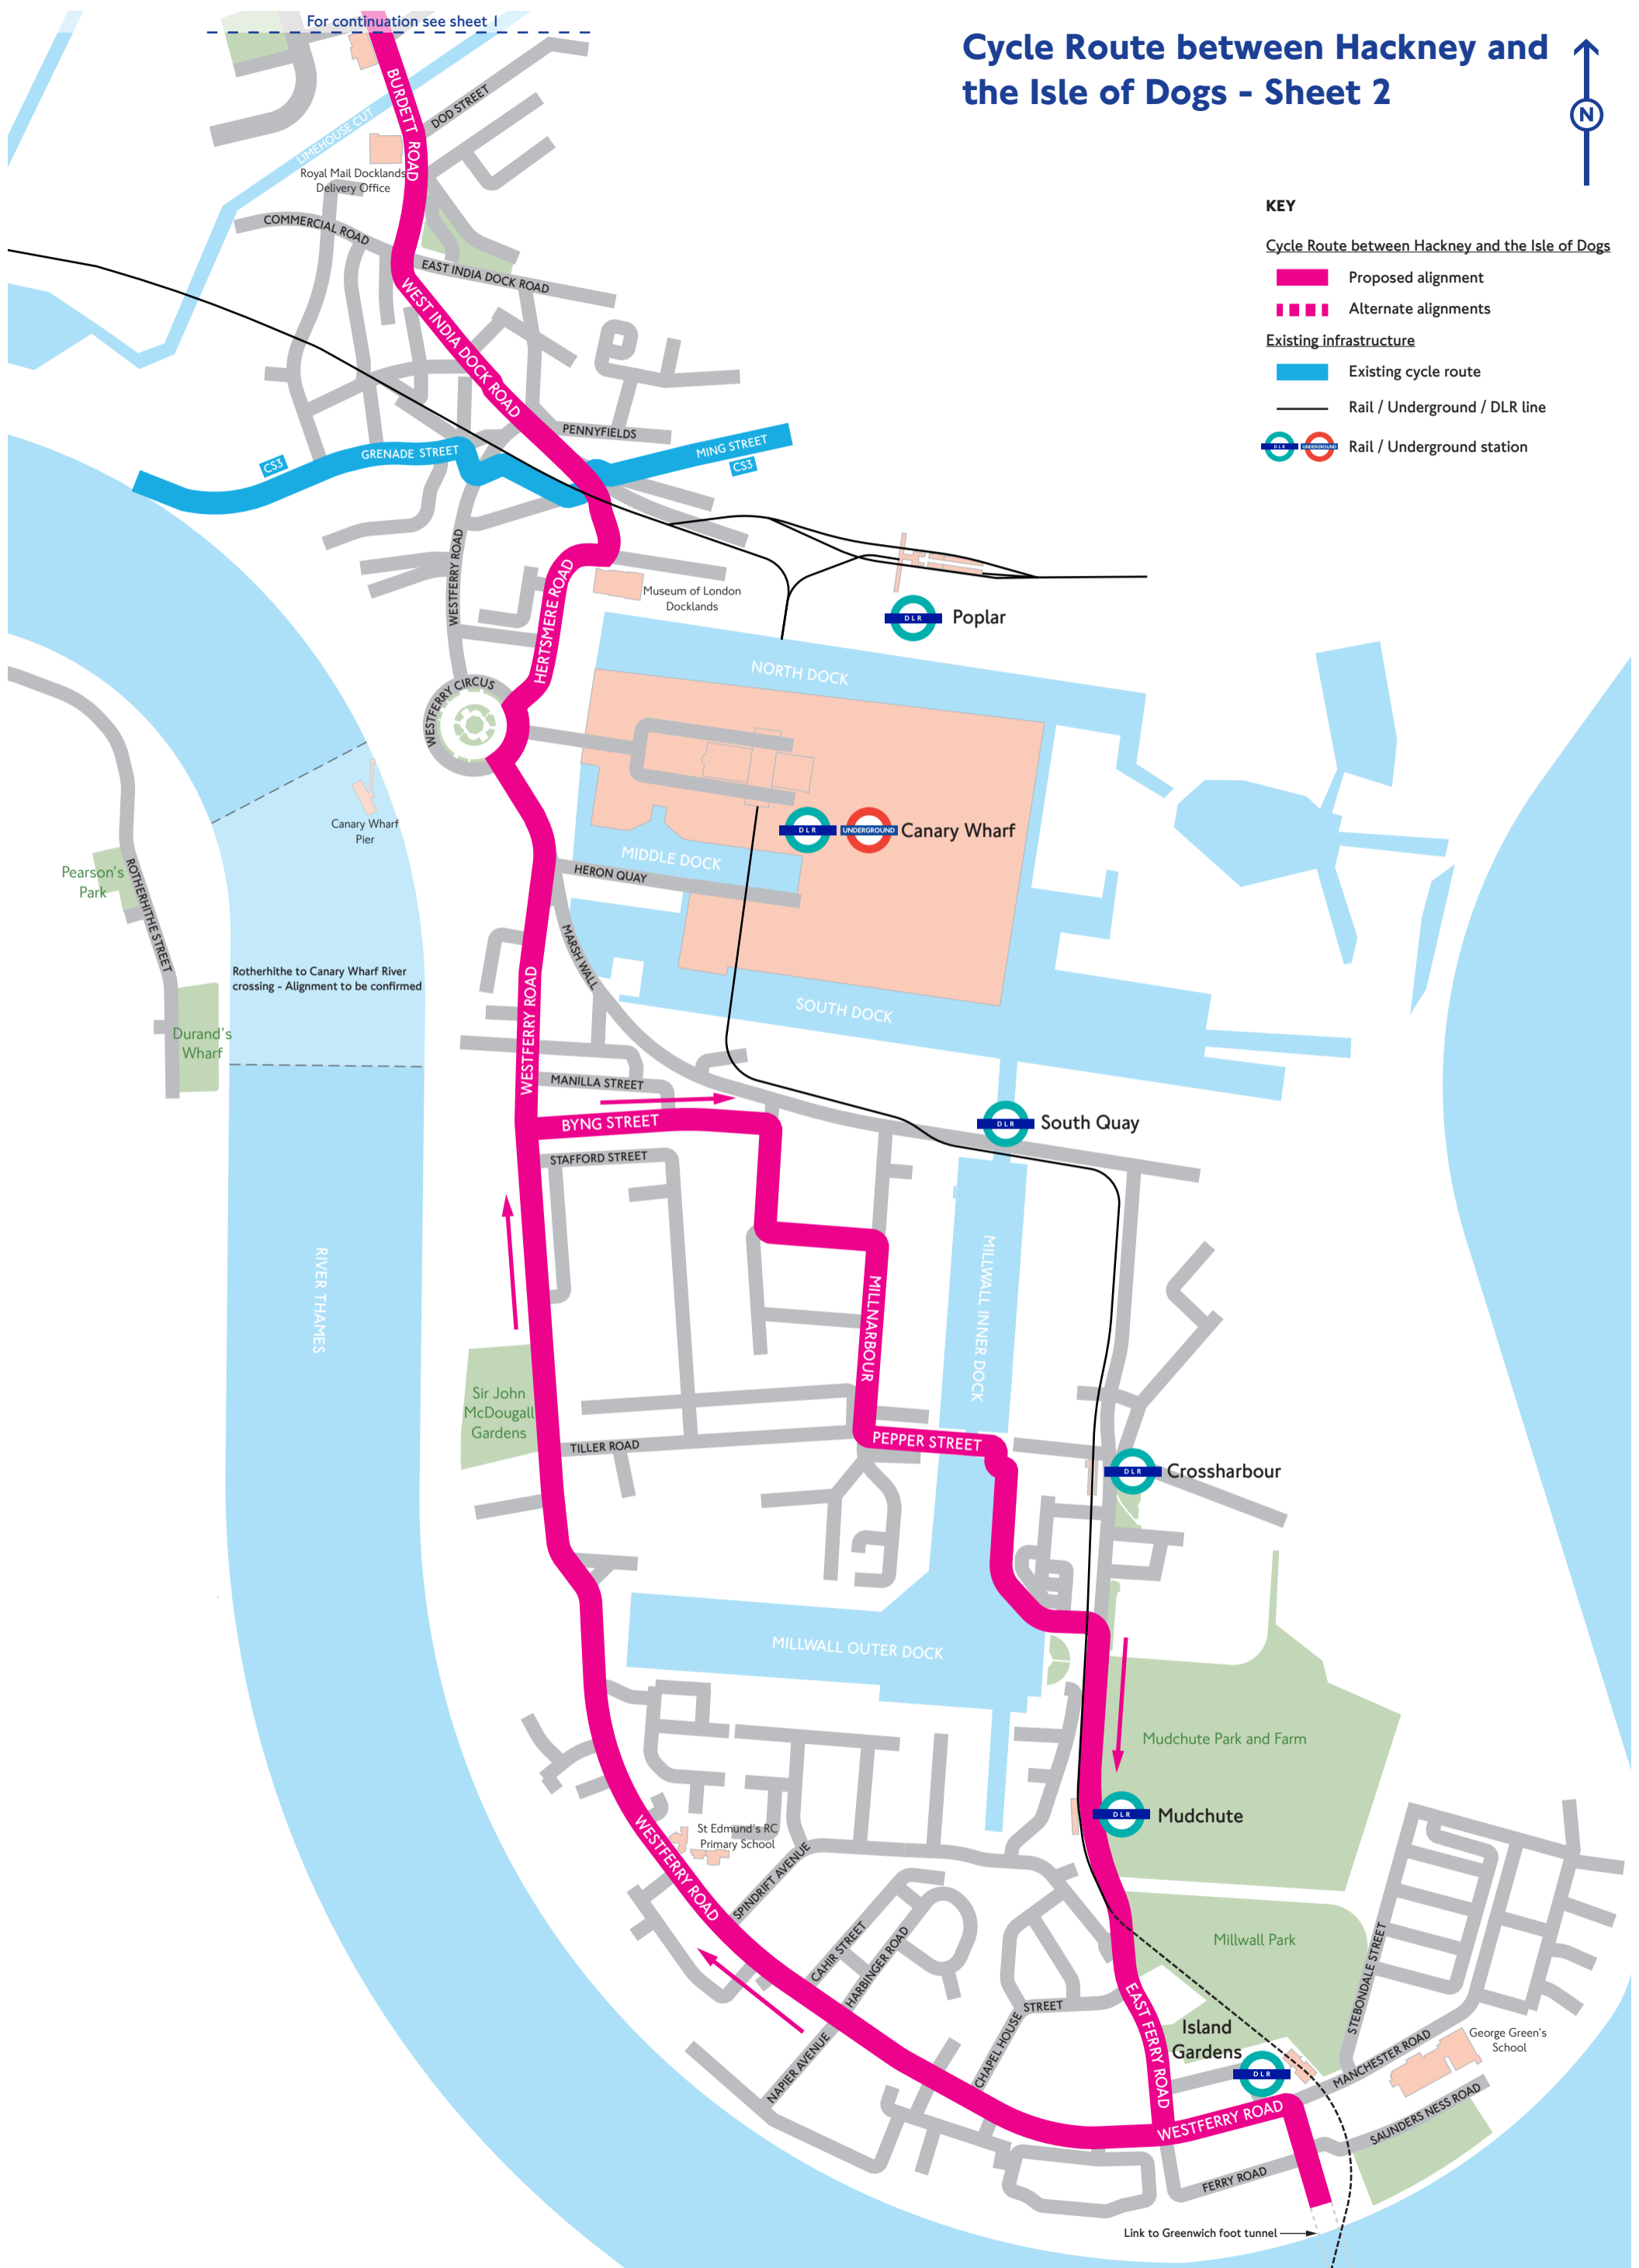 For continuation see sheet 1
Cycle Route between Hackney and
the Isle of Dogs - Sheet 2
N
KEY
Cycle Route between Hackney and the Isle of Dogs
Proposed alignment
Alternate alignments
Existing infrastructure
Existing cycle route
Rail / Underground / DLR line
DLR
UNDERGROUND
Rail / Underground station
BURDETT ROAD
DOD STREET
LIMEHOUSE CUT
Royal Mail Docklands
Delivery Office
COMMERCIAL ROAD
EAST INDIA DOCK ROAD
WEST INDIA DOCK ROAD
PENNYFIELDS
CS3
GRENADE STREET
MING STREET
CS3
WESTFERRY ROAD
HERTSMERE ROAD
Museum of London
Docklands
DLR
Poplar
NORTH DOCK
WESTFERRY CIRCUS
Canary Wharf
Pier
DLR
UNDERGROUND
Canary Wharf
MIDDLE DOCK
HERON QUAY
Pearson's
Park
ROTHERHITHE STREET
MARSH WALL
Rotherhithe to Canary Wharf River
crossing - Alignment to be confirmed
WESTFERRY ROAD
SOUTH DOCK
Durand's
Wharf
MANILLA STREET
BYNG STREET
DLR
South Quay
STAFFORD STREET
RIVER THAMES
MILLNARBOUR
MILLWALL INNER DOCK
Sir John
McDougall
Gardens
TILLER ROAD
PEPPER STREET
DLR
Crossharbour
MILLWALL OUTER DOCK
Mudchute Park and Farm
DLR
Mudchute
St Edmund's RC
Primary School
WESTFERRY ROAD
SPINDRIFT AVENUE
CAHIR STREET
HARBINGER ROAD
NAPIER AVENUE
CHAPEL HOUSE STREET
Millwall Park
EAST FERRY ROAD
STEBONDALE STREET
Island
Gardens
DLR
George Green's
School
MANCHESTER ROAD
WESTFERRY ROAD
SAUNDERS NESS ROAD
FERRY ROAD
Link to Greenwich foot tunnel